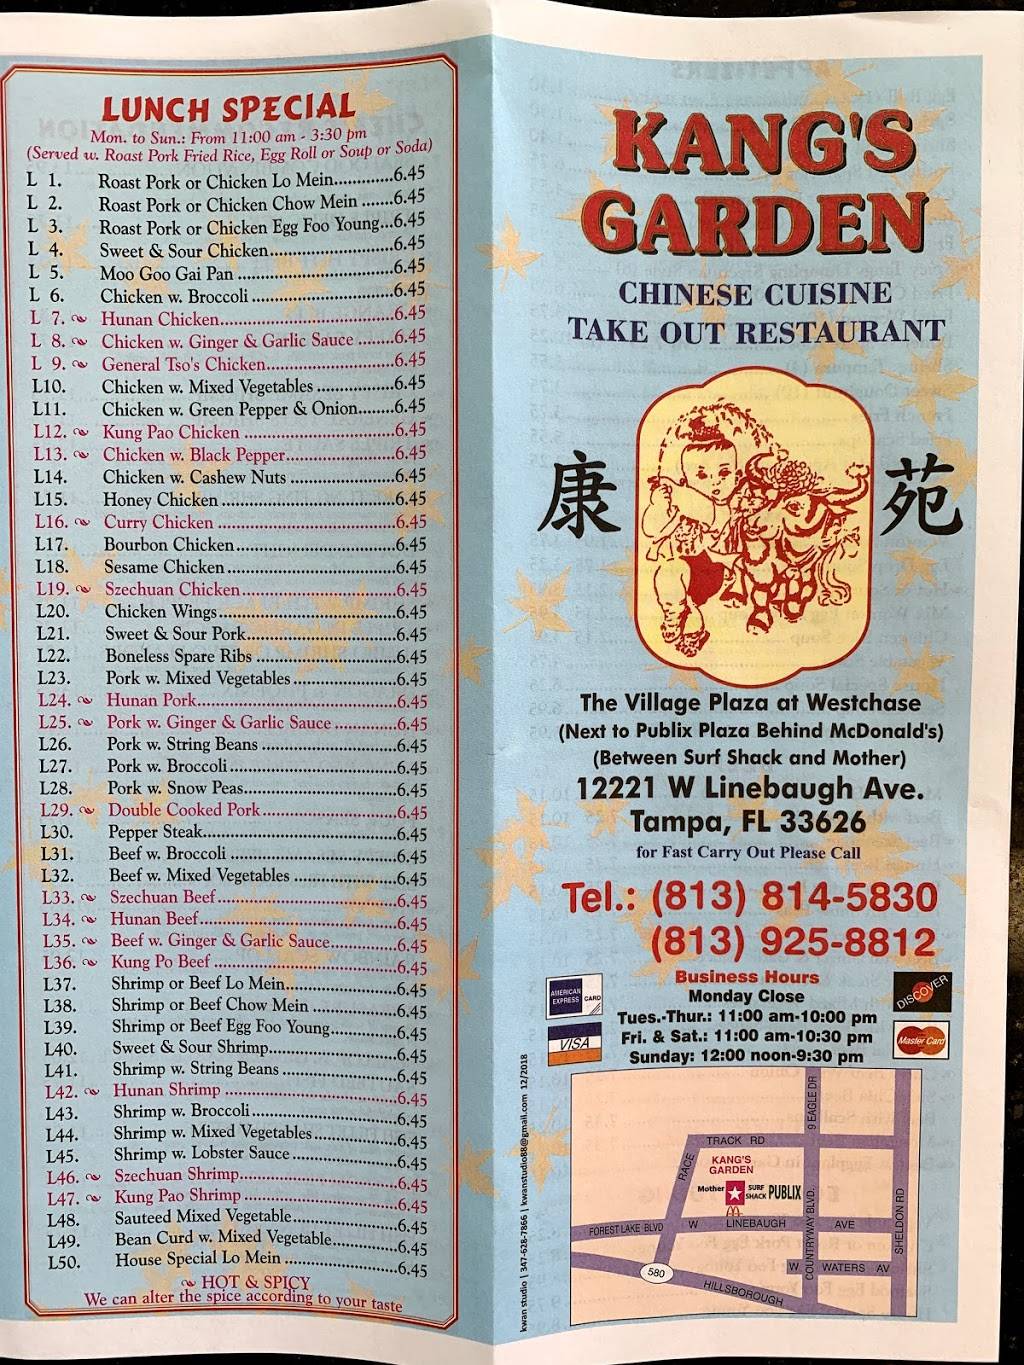 LUNCH SPECIAL
Mon. to Sun.: From 11:00 am - 3:30 pm
(Served w. Roast Pork Fried Rice, Egg Roll or Soup or Soda)
L 1. Roast Pork or Chicken Lo Mein.............6.45
L 2. Roast Pork or Chicken Chow Mein .......6.45
L 3. Roast Pork or Chicken Egg Foo Young...6.45
L 4. Sweet & Sour Chicken...........................6.45
L 5. Moo Goo Gai Pan .................................6.45
L 6. Chicken w. Broccoli ..............................6.45
L 7. Hunan Chicken.....................................6.45
L 8. Chicken w. Ginger & Garlic Sauce ........6.45
L 9. General Tso's Chicken...........................6.45
L10. Chicken w. Mixed Vegetables ................6.45
L11. Chicken w. Green Pepper & Onion........6.45
L12. Kung Pao Chicken ................................6.45
L13. Chicken w. Black Pepper.......................6.45
L14. Chicken w. Cashew Nuts ......................6.45
L15. Honey Chicken ....................................6.45
L16. Curry Chicken .....................................6.45
L17. Bourbon Chicken.................................6.45
L18. Sesame Chicken ...................................6.45
L19. Szechuan Chicken................................6.45
L20. Chicken Wings.....................................6.45
L21. Sweet & Sour Pork................................6.45
L22. Boneless Spare Ribs .............................6.45
L23. Pork w. Mixed Vegetables .....................6.45
L24. Hunan Pork.........................................6.45
L25. Pork w. Ginger & Garlic Sauce .............6.45
L26. Pork w. String Beans ............................6.45
L27. Pork w. Broccoli ..................................6.45
L28. Pork w. Snow Peas................................6.45
L29. Double Cooked Pork............................6.45
L30. Pepper Steak.........................................6.45
L31. Beef w. Broccoli ...................................6.45
L32. Beef w. Mixed Vegetables .....................6.45
L33. Szechuan Beef......................................6.45
L34. Hunan Beef..........................................6.45
L35. Beef w. Ginger & Garlic Sauce..............6.45
L36. Kung Po Beef ......................................6.45
L37. Shrimp or Beef Lo Mein.......................6.45
L38. Shrimp or Beef Chow Mein .................6.45
L39. Shrimp or Beef Egg Foo Young.............6.45
L40. Sweet & Sour Shrimp...........................6.45
L41. Shrimp w. String Beans ........................6.45
L42. Hunan Shrimp ....................................6.45
L43. Shrimp w. Broccoli ..............................6.45
L44. Shrimp w. Mixed Vegetables.................6.45
L45. Shrimp w. Lobster Sauce ......................6.45
L46. Szechuan Shrimp.................................6.45
L47. Kung Pao Shrimp ................................6.45
L48. Sauteed Mixed Vegetable......................6.45
L49. Bean Curd w. Mixed Vegetable.............6.45
L50. House Special Lo Mein ........................6.45
HOT & SPICY
We can alter the spice according to your taste
KANG'S
GARDEN
CHINESE CUISINE
TAKE OUT RESTAURANT
康 苑
The Village Plaza at Westchase
(Next to Publix Plaza Behind McDonald's)
(Between Surf Shack and Mother)
12221 W Linebaugh Ave.
Tampa, FL 33626
for Fast Carry Out Please Call
Tel.: (813) 814-5830
(813) 925-8812
Business Hours
Monday Close
Tues.-Thur.: 11:00 am-10:00 pm
Fri. & Sat.: 11:00 am-10:30 pm
Sunday: 12:00 noon-9:30 pm
AMERICAN
EXPRESS CARD
VISA
DISCOVER
MasterCard
kwan studio | 347-628-7866 | kwanstudio88@gmail.com 12/2018
9 EAGLE DR
TRACK RD
RACE
KANG'S
GARDEN
Mother SURF
SHACK PUBLIX
FOREST LAKE BLVD W LINEBAUGH AVE
COUNTRYWAY BLVD.
SHELDON RD
W WATERS AV
580
HILLSBOROUGH